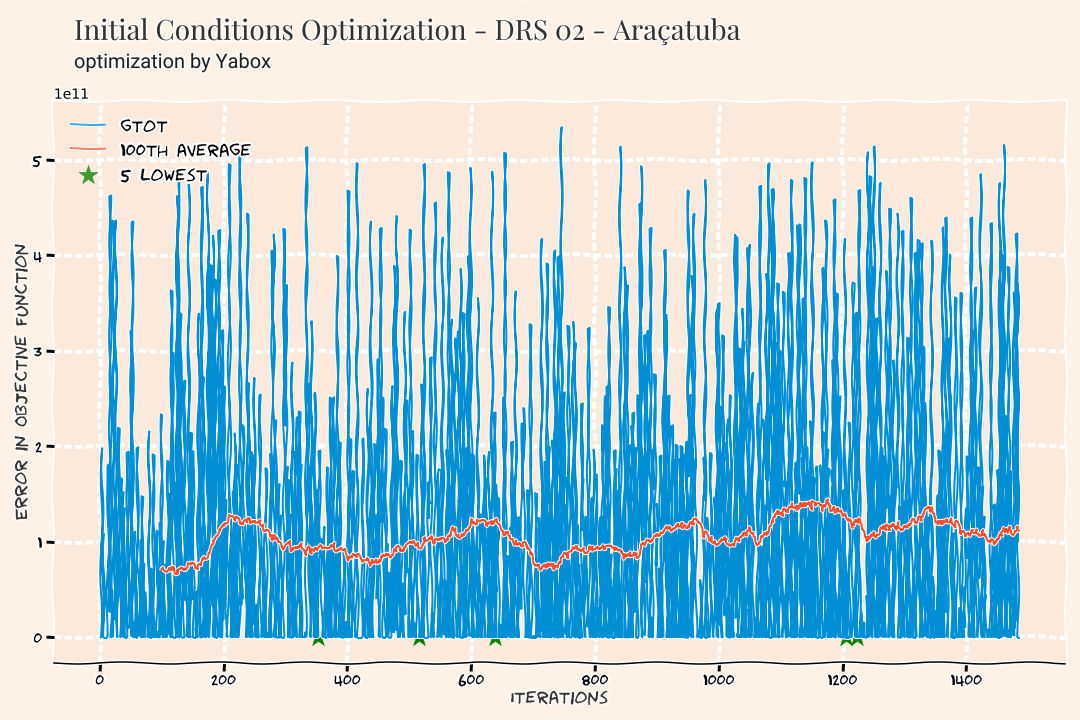 Initial Conditions Optimization - DRS 02 - Araçatuba
optimization by Yabox
1e11
GTOT
100TH AVERAGE
5 LOWEST
5
4
3
2
1
0
ERROR IN OBJECTIVE FUNCTION
0 200 400 600 800 1000 1200 1400
ITERATIONS